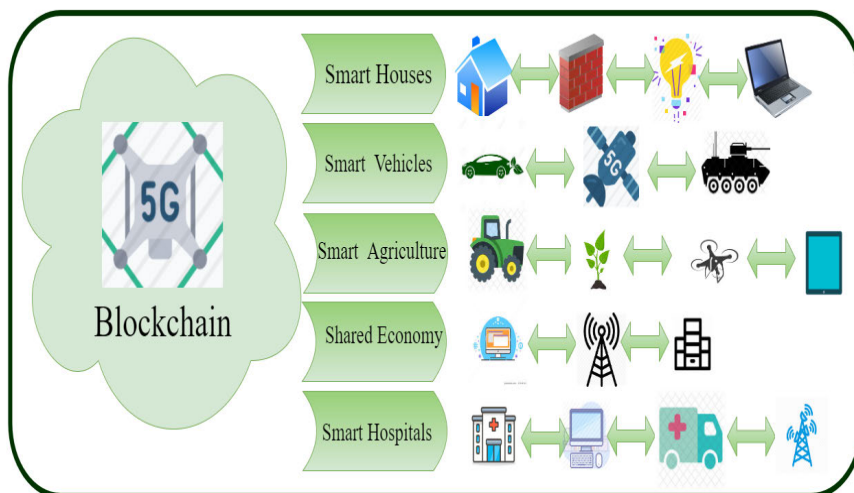 Smart Houses
Smart Vehicles
5G
5G
Smart Agriculture
Blockchain
Shared Economy
Smart Hospitals